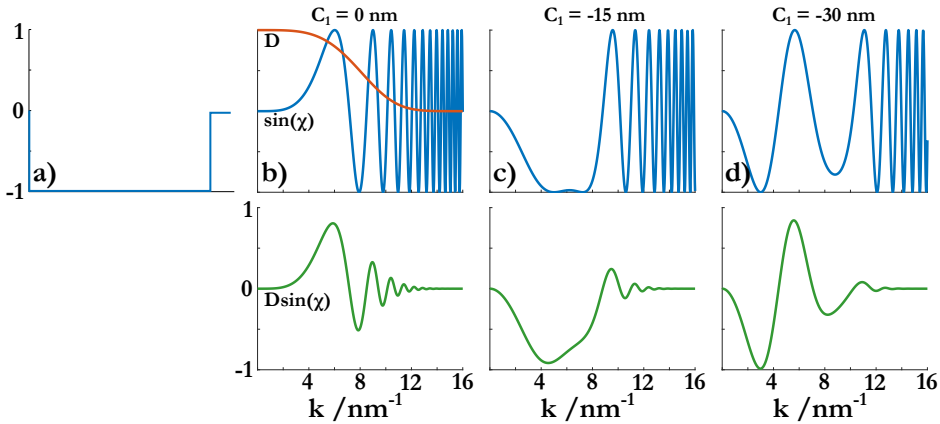 C₁ = 0 nm
C₁ = -15 nm
C₁ = -30 nm
1
0
-1
a)
D
sin(χ)
b)
c)
d)
1
0
-1
Dsin(χ)
4 8 12 16
4 8 12 16
4 8 12 16
k /nm⁻¹
k /nm⁻¹
k /nm⁻¹